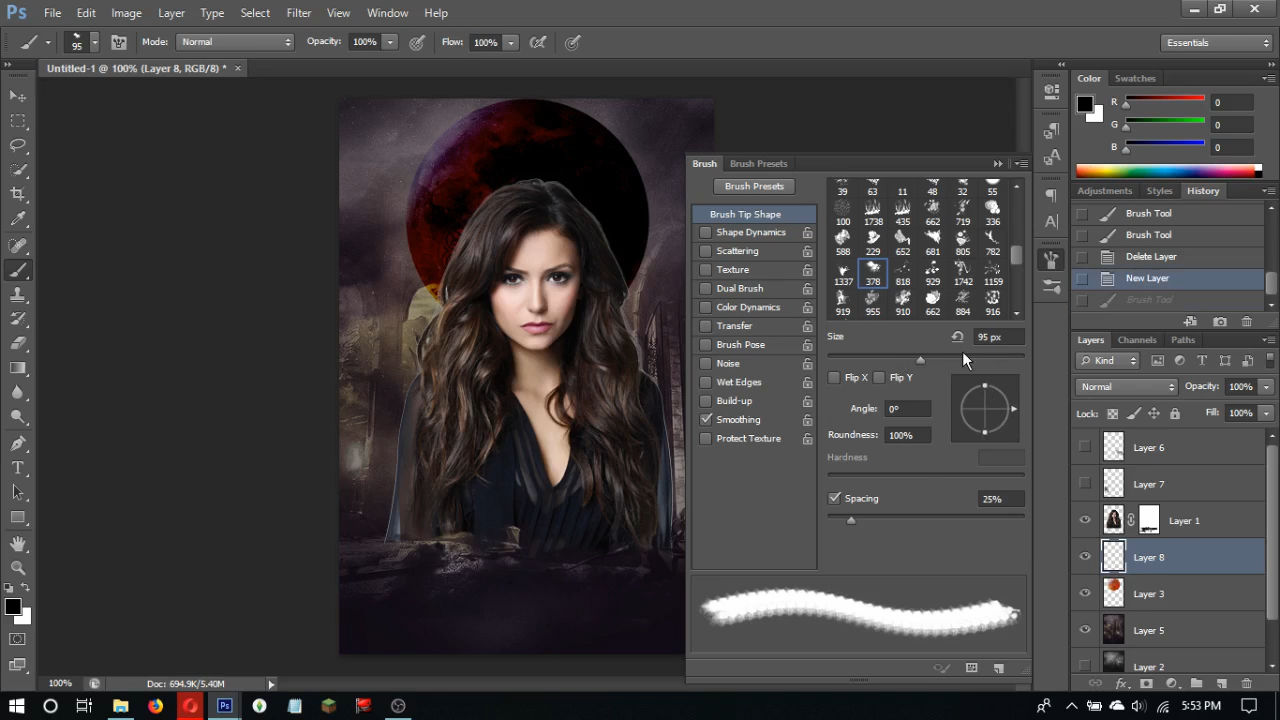 Ps File Edit Image Layer Type Select Filter View Window Help
95 Mode: Normal Opacity: 100% Flow: 100% Essentials
Untitled-1 @ 100% (Layer 8, RGB/8) * ×
Color Swatches
R 0
G 0
B 0
Adjustments Styles History
Brush Tool
Brush Tool
Delete Layer
New Layer
Brush Tool
Layers Channels Paths
Kind
Normal Opacity: 100%
Lock: Fill: 100%
Layer 6
Layer 7
Layer 1
Layer 8
Layer 3
Layer 5
Layer 2
Brush Brush Presets
Brush Presets
Brush Tip Shape
Shape Dynamics
Scattering
Texture
Dual Brush
Color Dynamics
Transfer
Brush Pose
Noise
Wet Edges
Build-up
Smoothing
Protect Texture
39 63 11 48 32 55
100 1738 435 662 719 336
588 229 652 681 805 782
1337 378 818 929 1742 1159
919 955 910 662 884 916
Size 95 px
Flip X Flip Y
Angle: 0°
Roundness: 100%
Hardness
Spacing 25%
100% Doc: 694.9K/5.40M
5:53 PM